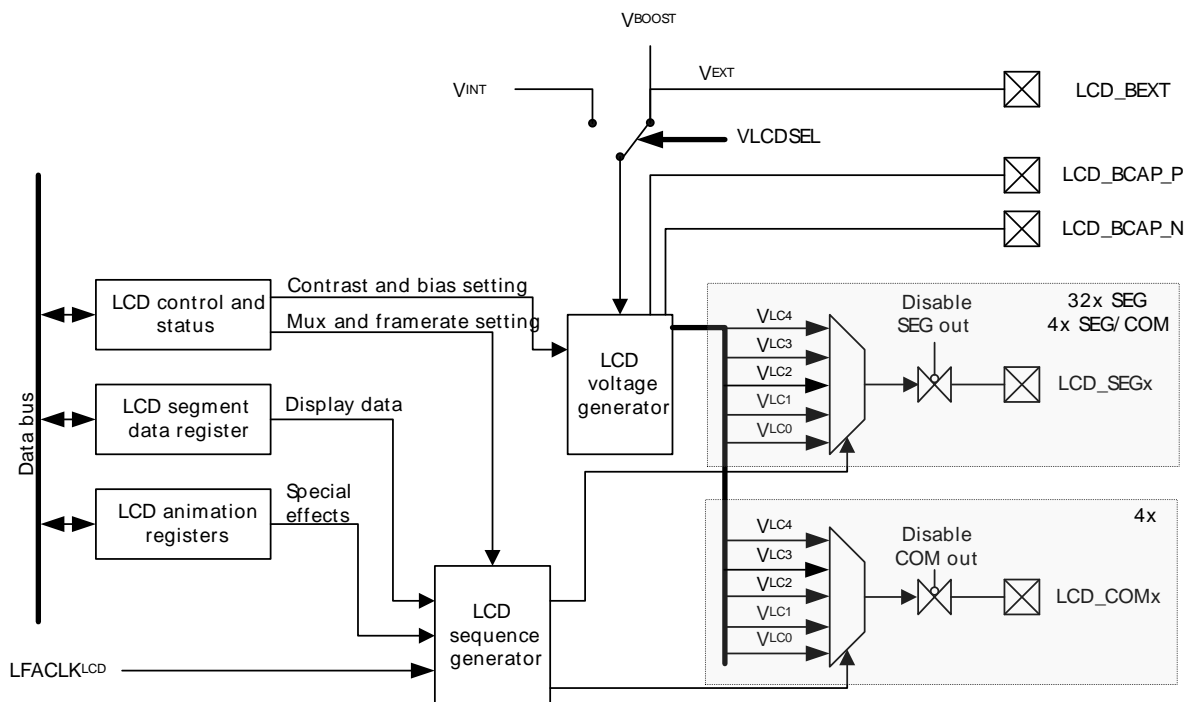 VBOOST
VEXT
VINT
LCD_BEXT
VLCDSEL
LCD_BCAP_P
LCD_BCAP_N
Data bus
LCD control and
status
Contrast and bias setting
Mux and framerate setting
LCD segment
data register
Display data
LCD animation
registers
Special
effects
LFACLKLCD
LCD
voltage
generator
LCD
sequence
generator
32x SEG
4x SEG/COM
Disable
SEG out
VLC4
VLC3
VLC2
VLC1
VLC0
LCD_SEGx
4x
Disable
COM out
VLC4
VLC3
VLC2
VLC1
VLC0
LCD_COMx